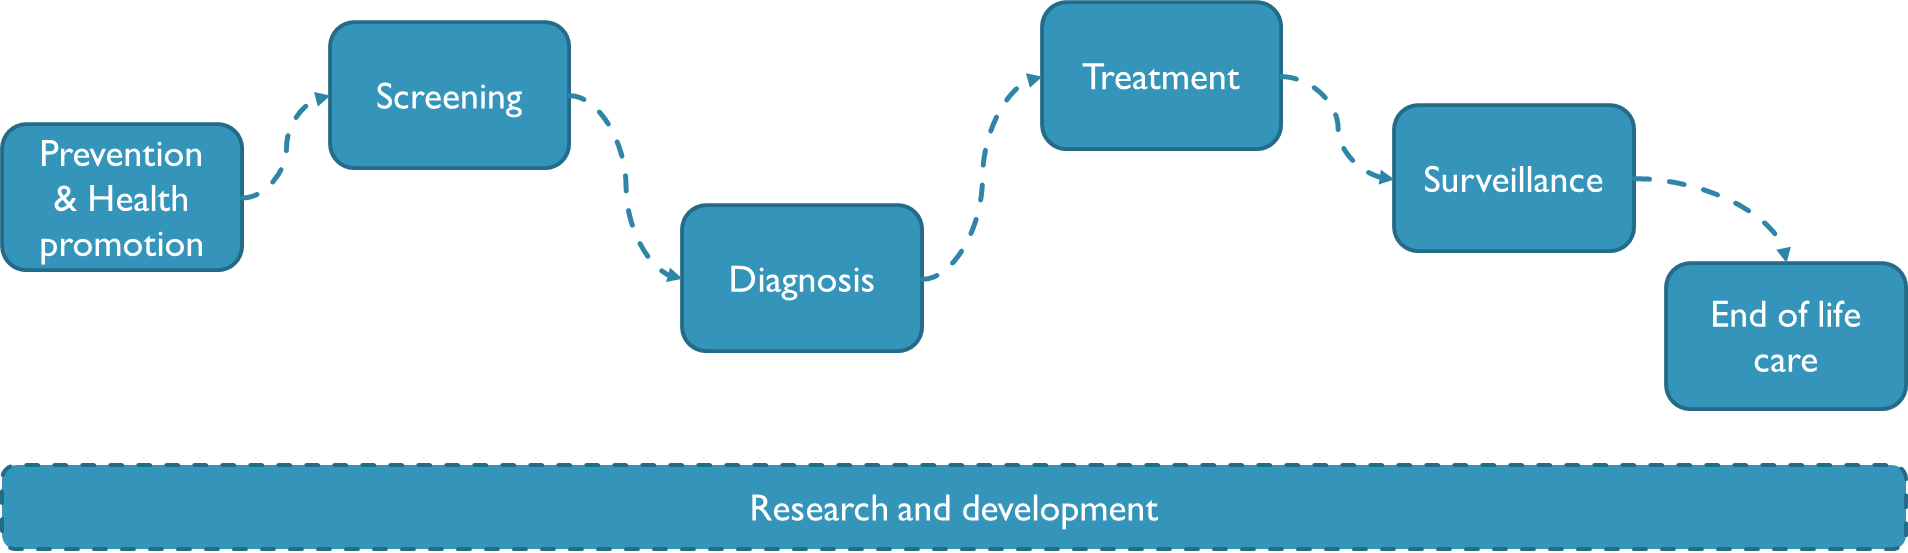 Prevention
& Health
promotion
Screening
Diagnosis
Treatment
Surveillance
End of life
care
Research and development